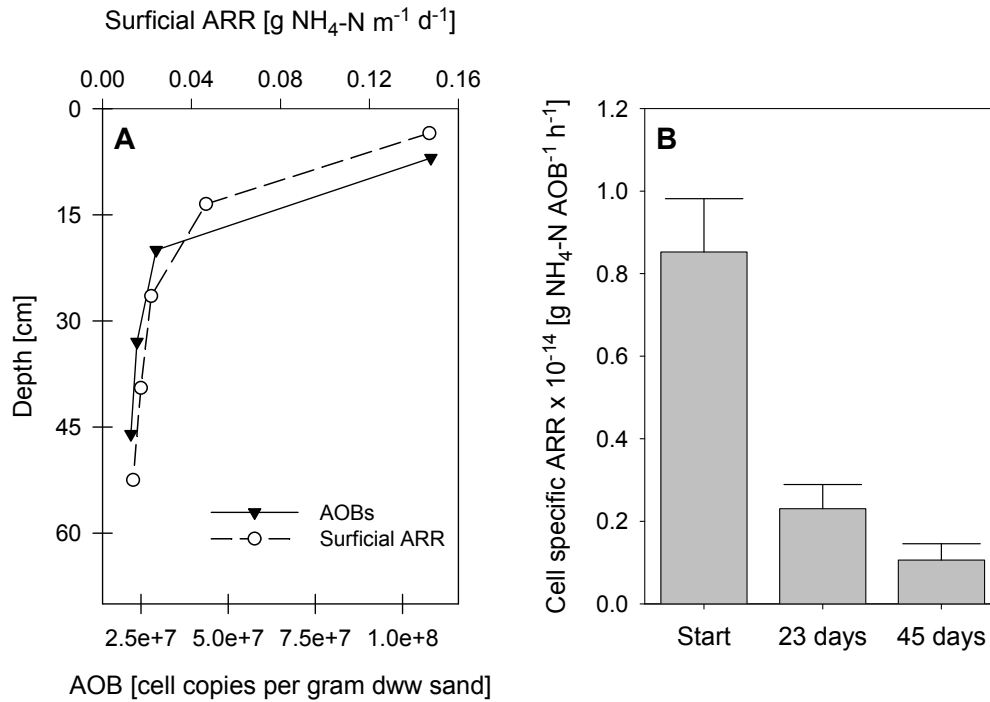 Surficial ARR [g NH₄-N m⁻¹ d⁻¹]
0.00 0.04 0.08 0.12 0.16
A
0
15
30
45
60
Depth [cm]
AOBs
Surficial ARR
2.5e+7 5.0e+7 7.5e+7 1.0e+8
AOB [cell copies per gram dww sand]
B
Cell specific ARR x 10⁻¹⁴ [g NH₄-N AOB⁻¹ h⁻¹]
1.2
1.0
0.8
0.6
0.4
0.2
0.0
Start 23 days 45 days